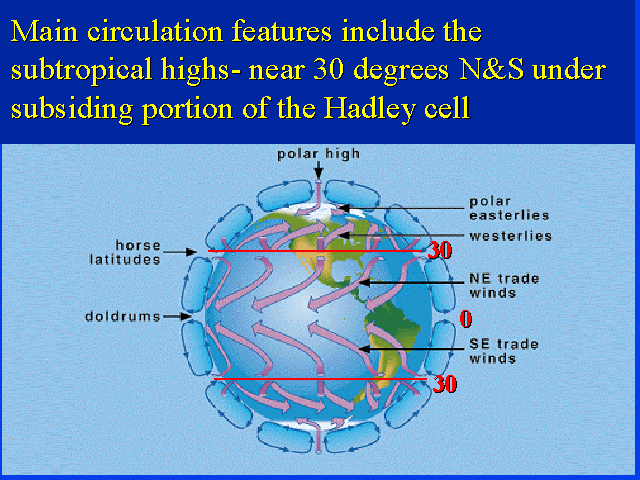 Main circulation features include the
subtropical highs- near 30 degrees N&S under
subsiding portion of the Hadley cell
polar high
polar
easterlies
westerlies
horse
latitudes
30
NE trade
winds
doldrums
0
SE trade
winds
30